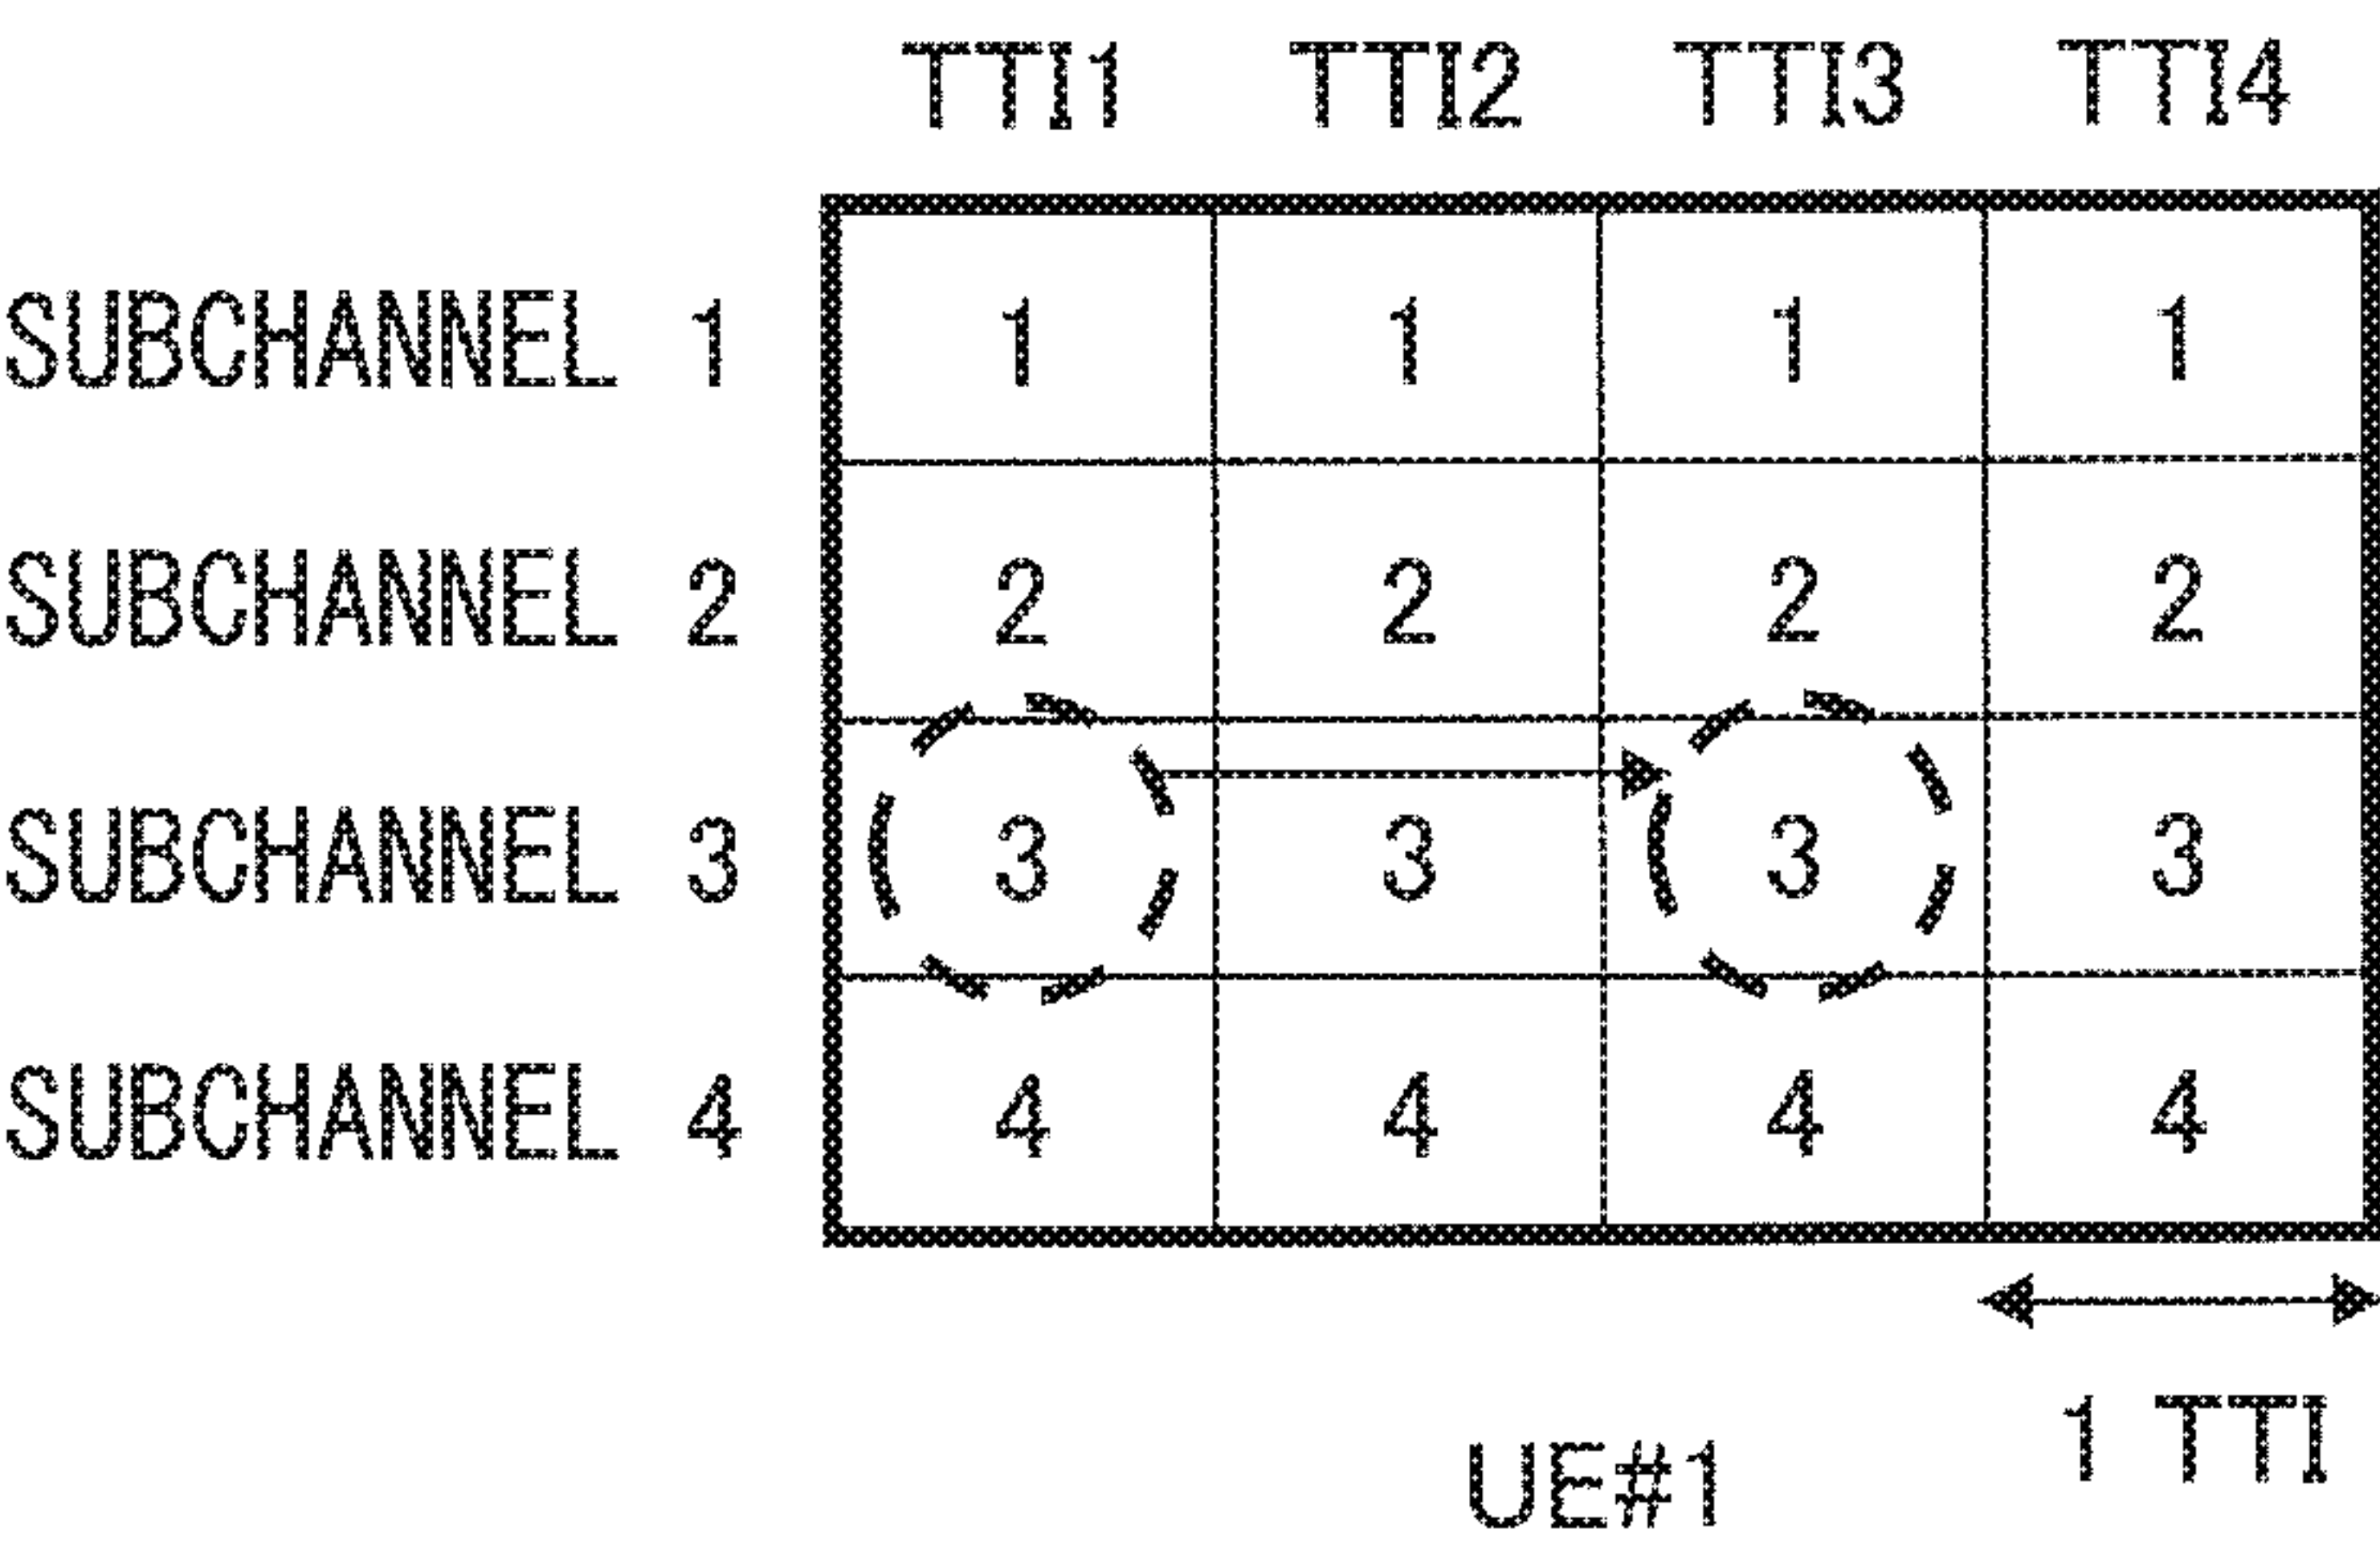 TTI1 TTI2 TTI3 TTI4
SUBCHANNEL 1 1 1 1 1
SUBCHANNEL 2 2 2 2 2
SUBCHANNEL 3 3 3 3 3
SUBCHANNEL 4 4 4 4 4
1 TTI
UE#1